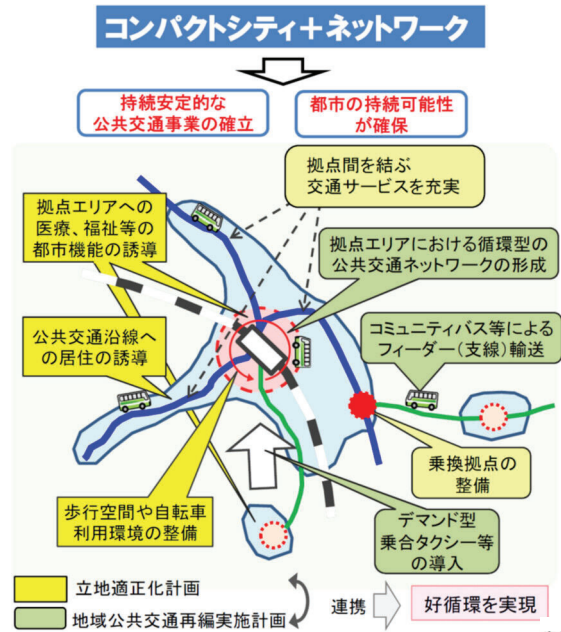 コンパクトシティ＋ネットワーク
持続安定的な
公共交通事業の確立
都市の持続可能性
が確保
拠点間を結ぶ
交通サービスを充実
拠点エリアへの
医療、福祉等の
都市機能の誘導
拠点エリアにおける循環型の
公共交通ネットワークの形成
公共交通沿線へ
の居住の誘導
コミュニティバス等による
フィーダー（支線）輸送
乗換拠点の
整備
歩行空間や自転車
利用環境の整備
デマンド型
乗合タクシー等
の導入
立地適正化計画
地域公共交通再編実施計画
連携
好循環を実現